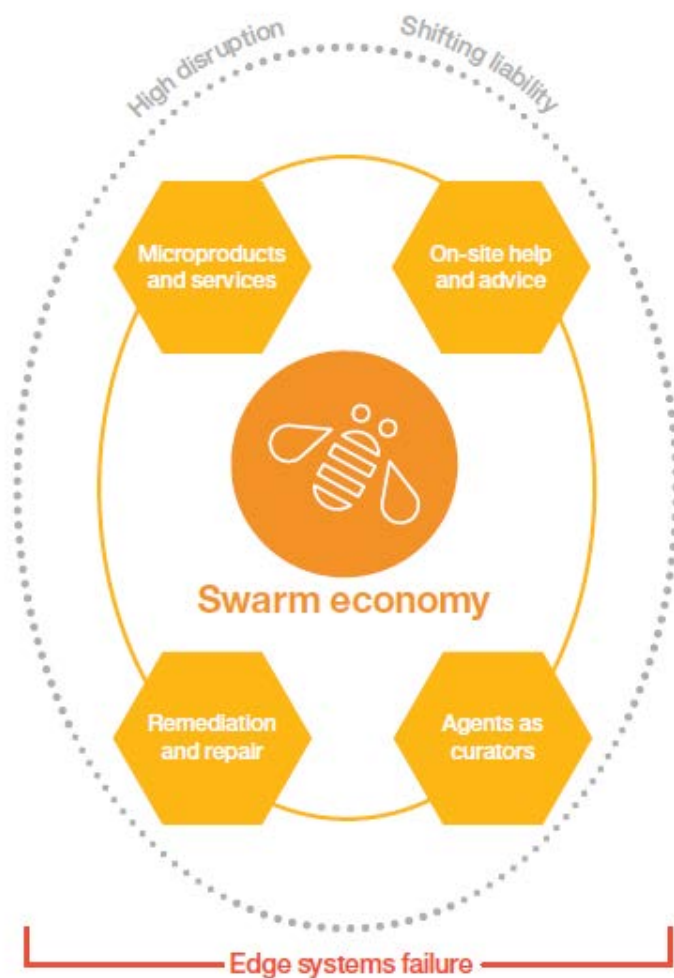 High disruption
Shifting liability
Microproducts
and services
On-site help
and advice
Swarm economy
Remediation
and repair
Agents as
curators
Edge systems failure